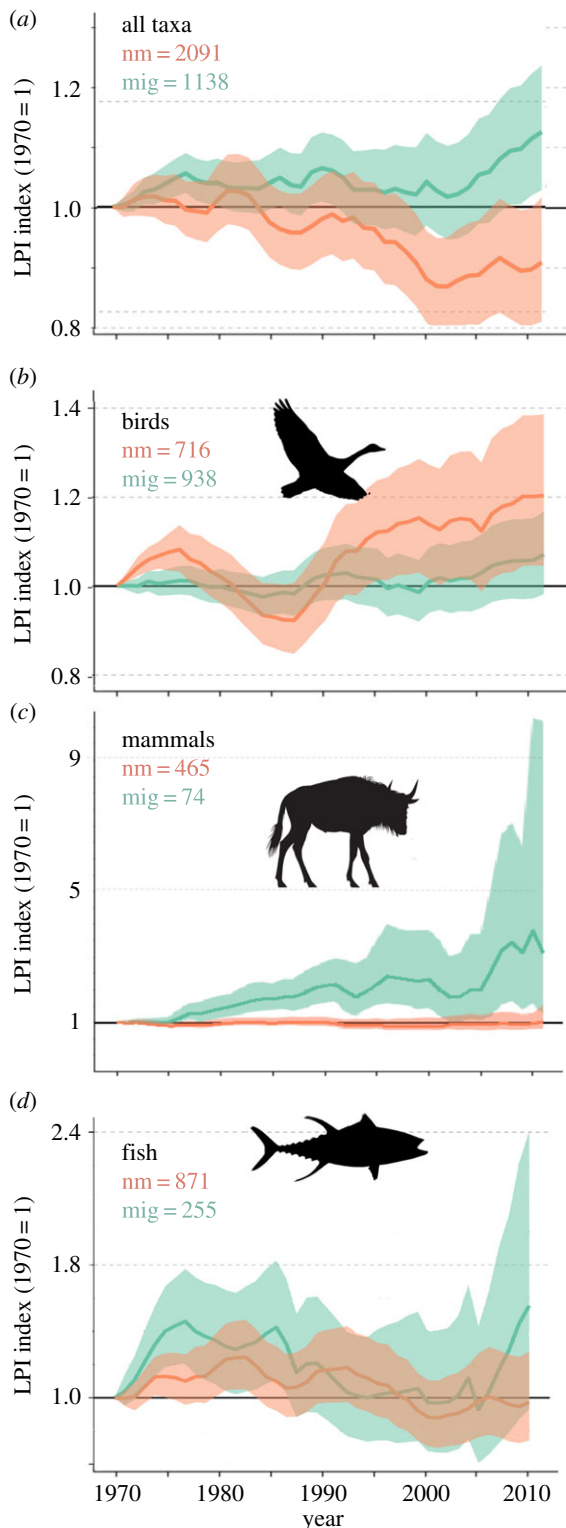 (a)
all taxa
nm = 2091
mig = 1138
LPI index (1970 = 1)
1.2
1.0
0.8
(b)
birds
nm = 716
mig = 938
LPI index (1970 = 1)
1.4
1.2
1.0
0.8
(c)
mammals
nm = 465
mig = 74
LPI index (1970 = 1)
9
5
1
(d)
fish
nm = 871
mig = 255
LPI index (1970 = 1)
2.4
1.8
1.0
1970 1980 1990 2000 2010
year